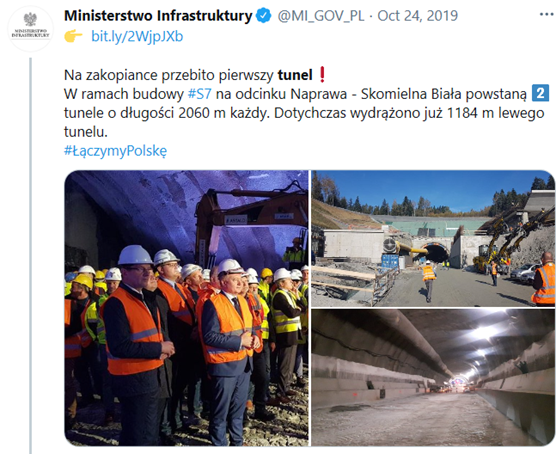 Ministerstwo Infrastruktury @MI_GOV_PL · Oct 24, 2019
MINISTERSTWO
INFRASTRUKTURY
👉 bit.ly/2WjpJXb
Na zakopiance przebito pierwszy tunel❗
W ramach budowy #S7 na odcinku Naprawa - Skomielna Biała powstaną 2️⃣
tunele o długości 2060 m każdy. Dotychczas wydrążono już 1184 m lewego
tunelu.
#ŁączymyPolskę